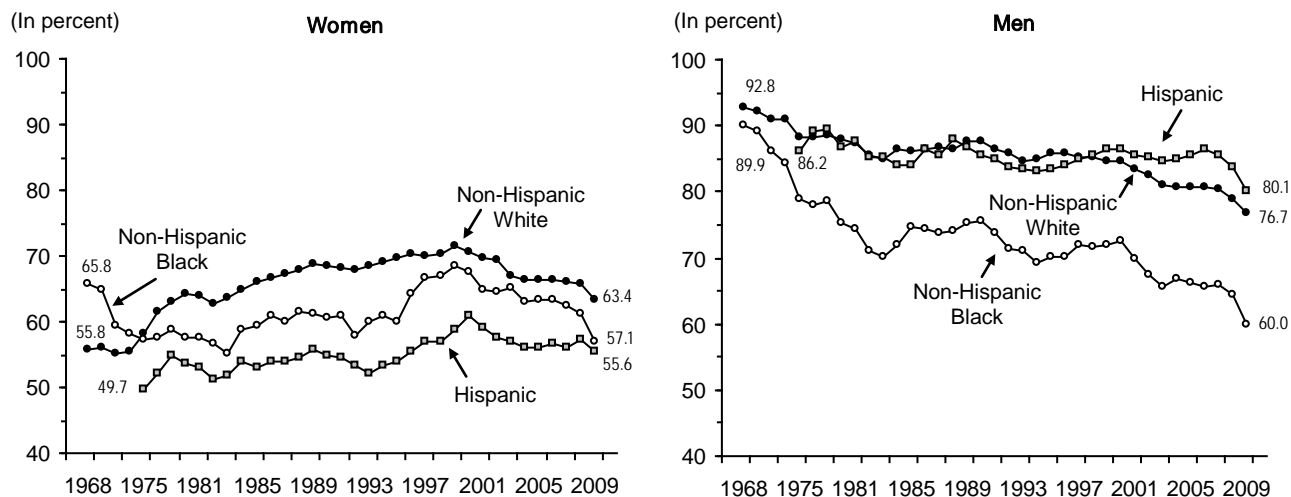 (In percent)
Women
100
90
80
70
60
50
40
Non-Hispanic
White
Non-Hispanic
Black
65.8
55.8
49.7
63.4
57.1
55.6
Hispanic
1968 1975 1981 1985 1989 1993 1997 2001 2005 2009
(In percent)
Men
100
90
80
70
60
50
40
92.8
89.9
86.2
Hispanic
80.1
Non-Hispanic
White
76.7
Non-Hispanic
Black
60.0
1968 1975 1981 1985 1989 1993 1997 2001 2005 2009